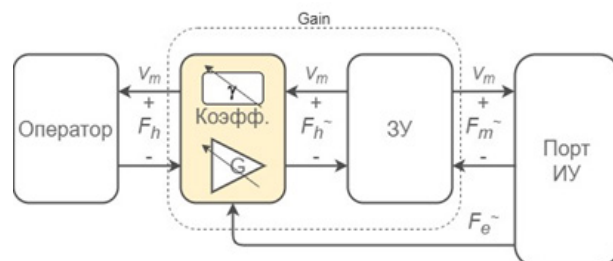 Gain
Оператор
V_m
+
F_h
-
γ
Коэфф.
G
V_m
+
F_h~
-
ЗУ
V_m
+
F_m~
-
F_e~
Порт
ИУ